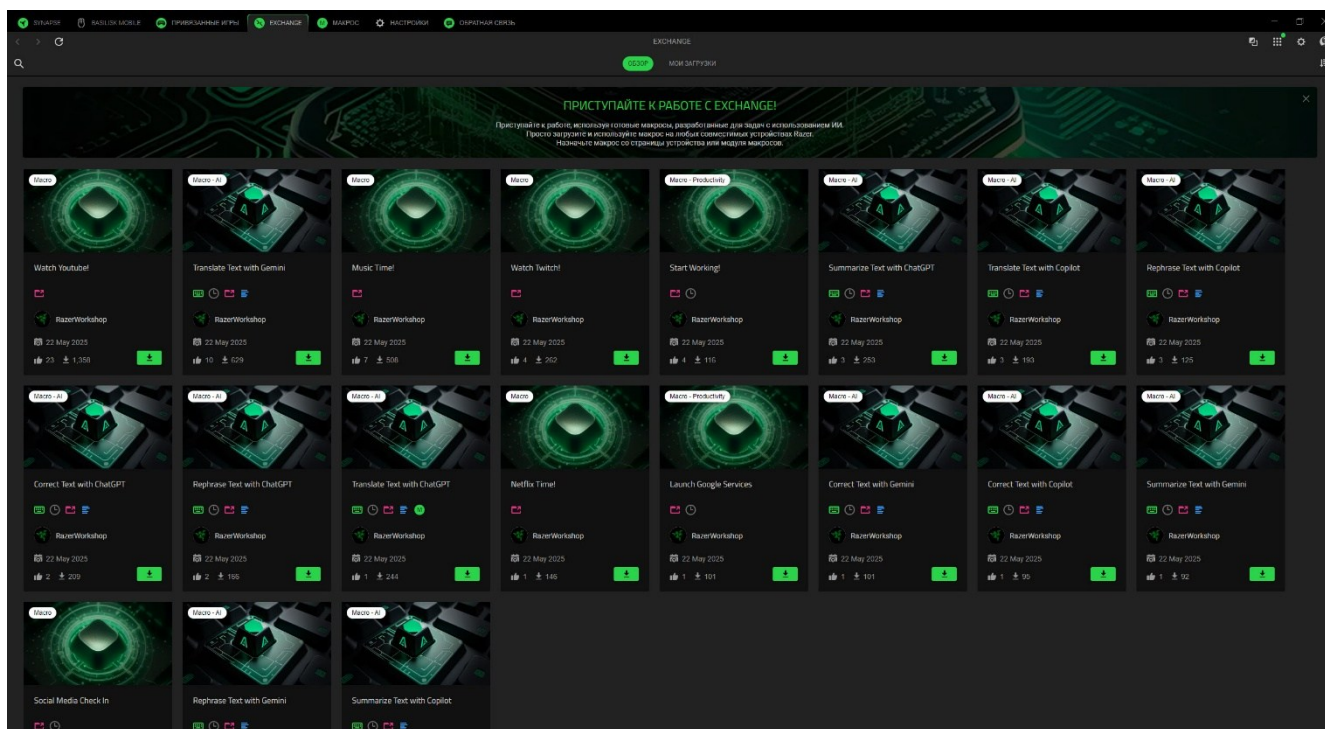 SYNAPSE BASILISK MOBILE ПРИВЯЗАННЫЕ ИГРЫ EXCHANGE МАКРОС НАСТРОЙКИ ОБРАТНАЯ СВЯЗЬ
EXCHANGE
ОБЗОР МОИ ЗАГРУЗКИ
ПРИСТУПАЙТЕ К РАБОТЕ С EXCHANGE!
Приступайте к работе, используя готовые макросы, разработанные для задач с использованием ИИ.
Просто загрузите и используйте макрос на любых совместимых устройствах Razer.
Назначьте макрос со страницы устройства или модуля макросов.
Macro Macro - AI Macro Macro Macro - Productivity Macro - AI Macro - AI Macro - AI
Watch Youtube! Translate Text with Gemini Music Time! Watch Twitch! Start Working! Summarize Text with ChatGPT Translate Text with Copilot Rephrase Text with Copilot
RazerWorkshop RazerWorkshop RazerWorkshop RazerWorkshop RazerWorkshop RazerWorkshop RazerWorkshop RazerWorkshop
22 May 2025 22 May 2025 22 May 2025 22 May 2025 22 May 2025 22 May 2025 22 May 2025 22 May 2025
23 1,358 10 629 7 506 4 262 4 116 3 253 3 193 3 125
Macro - AI Macro - AI Macro - AI Macro Macro - Productivity Macro - AI Macro - AI Macro - AI
Correct Text with ChatGPT Rephrase Text with ChatGPT Translate Text with ChatGPT Netflix Time! Launch Google Services Correct Text with Gemini Correct Text with Copilot Summarize Text with Gemini
RazerWorkshop RazerWorkshop RazerWorkshop RazerWorkshop RazerWorkshop RazerWorkshop RazerWorkshop RazerWorkshop
22 May 2025 22 May 2025 22 May 2025 22 May 2025 22 May 2025 22 May 2025 22 May 2025 22 May 2025
2 209 2 166 1 244 1 146 1 101 1 101 1 95 1 92
Macro Macro - AI Macro - AI
Social Media Check In Rephrase Text with Gemini Summarize Text with Copilot